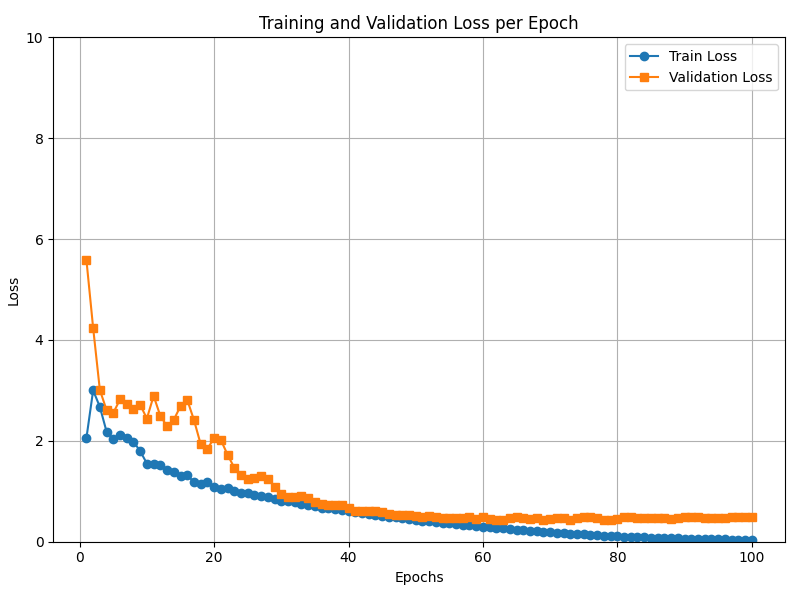 Training and Validation Loss per Epoch
10
8
6
4
2
0
Loss
Train Loss
Validation Loss
0 20 40 60 80 100
Epochs